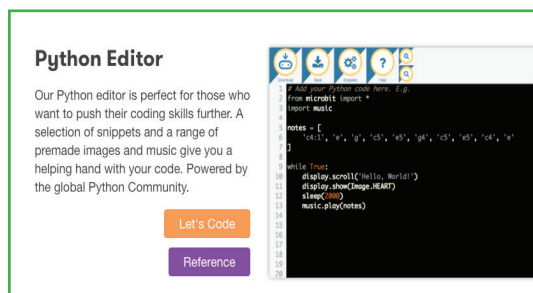 Python Editor
Our Python editor is perfect for those who
want to push their coding skills further. A
selection of snippets and a range of
premade images and music give you a
helping hand with your code. Powered by
the global Python Community.
Let's Code
Reference
Download Save Snippets Help
1 # Add your Python code here. E.g.
2 from microbit import *
3 import music
4
5 notes = [
6 'c4:1', 'e', 'g', 'c5', 'e5', 'g4', 'c5', 'e5', 'c4', 'e'
7 ]
8
9 while True:
10 display.scroll('Hello, World!')
11 display.show(Image.HEART)
12 sleep(2000)
13 music.play(notes)
14
15
16
17
18
19
20